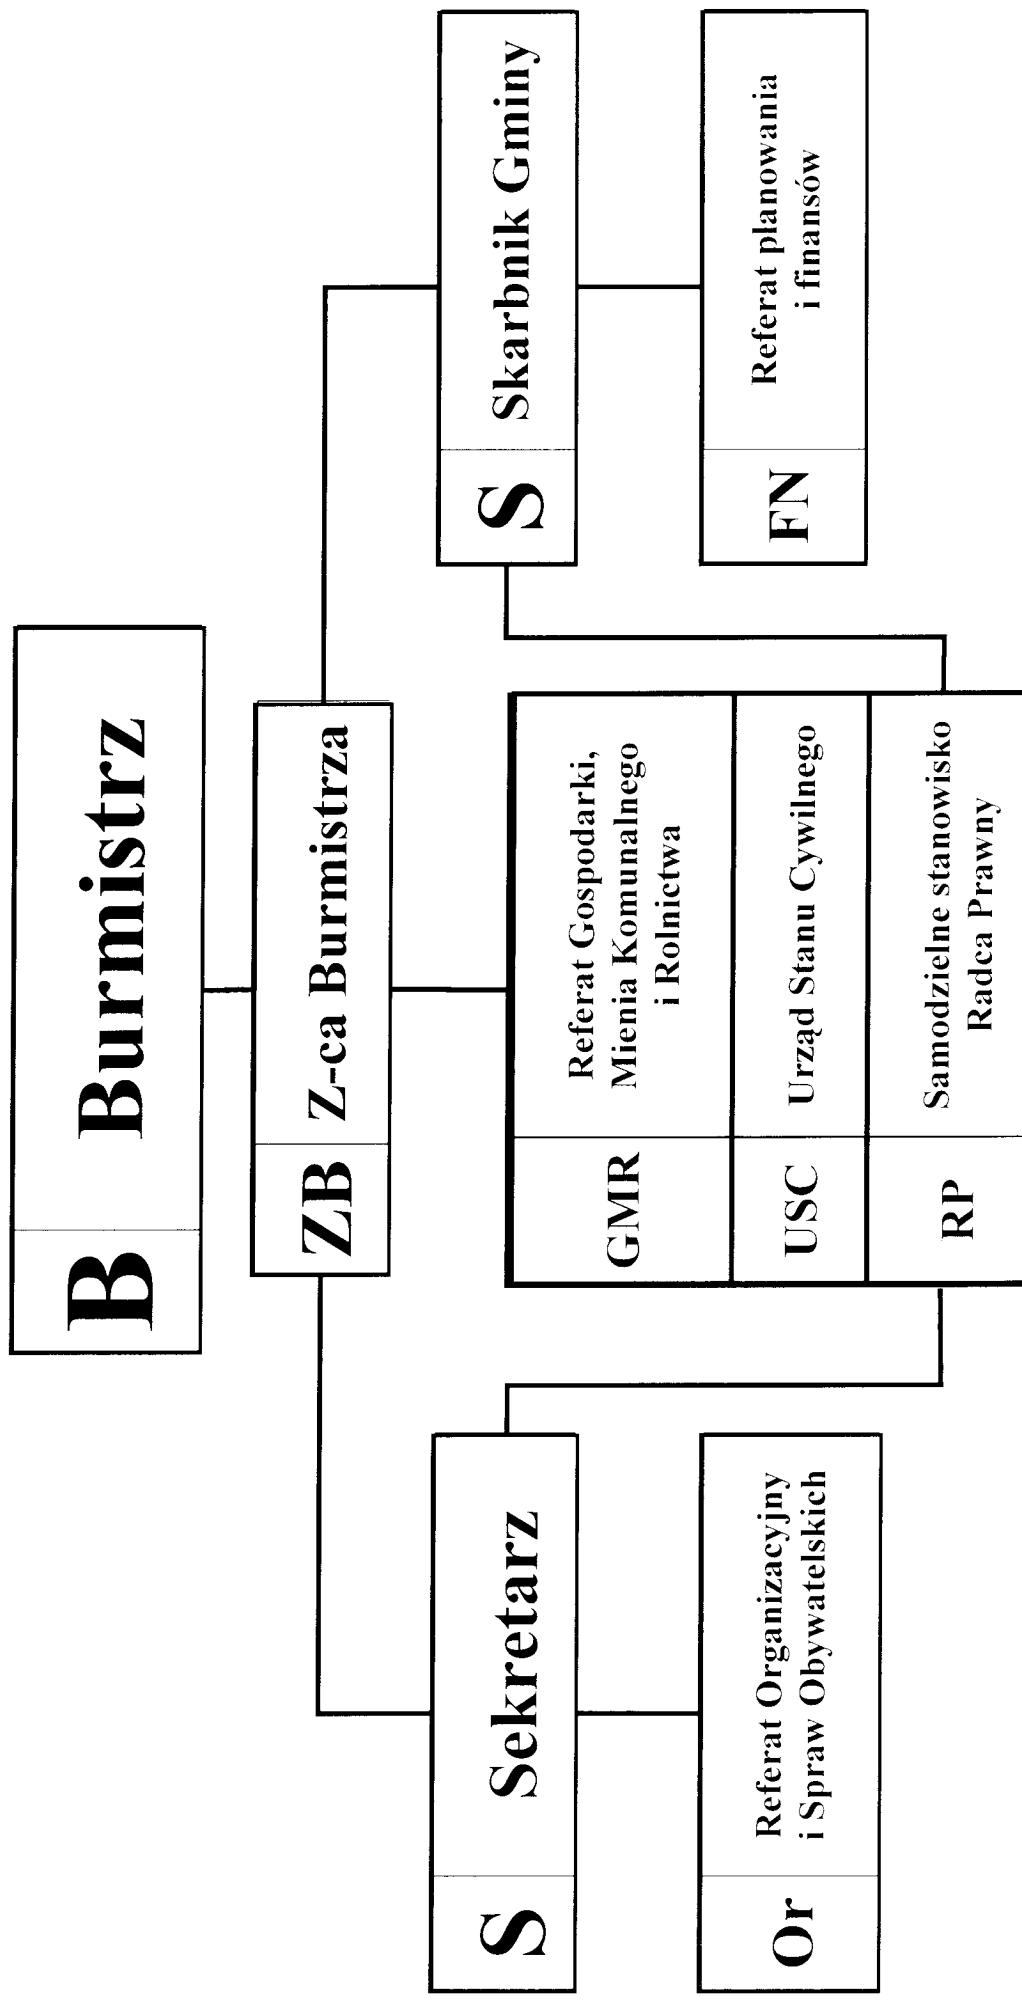 B Burmistrz
ZB Z-ca Burmistrza
S Sekretarz
S Skarbnik Gminy
Or Referat Organizacyjny
i Spraw Obywatelskich
GMR Referat Gospodarki,
Mienia Komunalnego
i Rolnictwa
USC Urząd Stanu Cywilnego
RP Samodzielne stanowisko
Radca Prawny
FN Referat planowania
i finansów